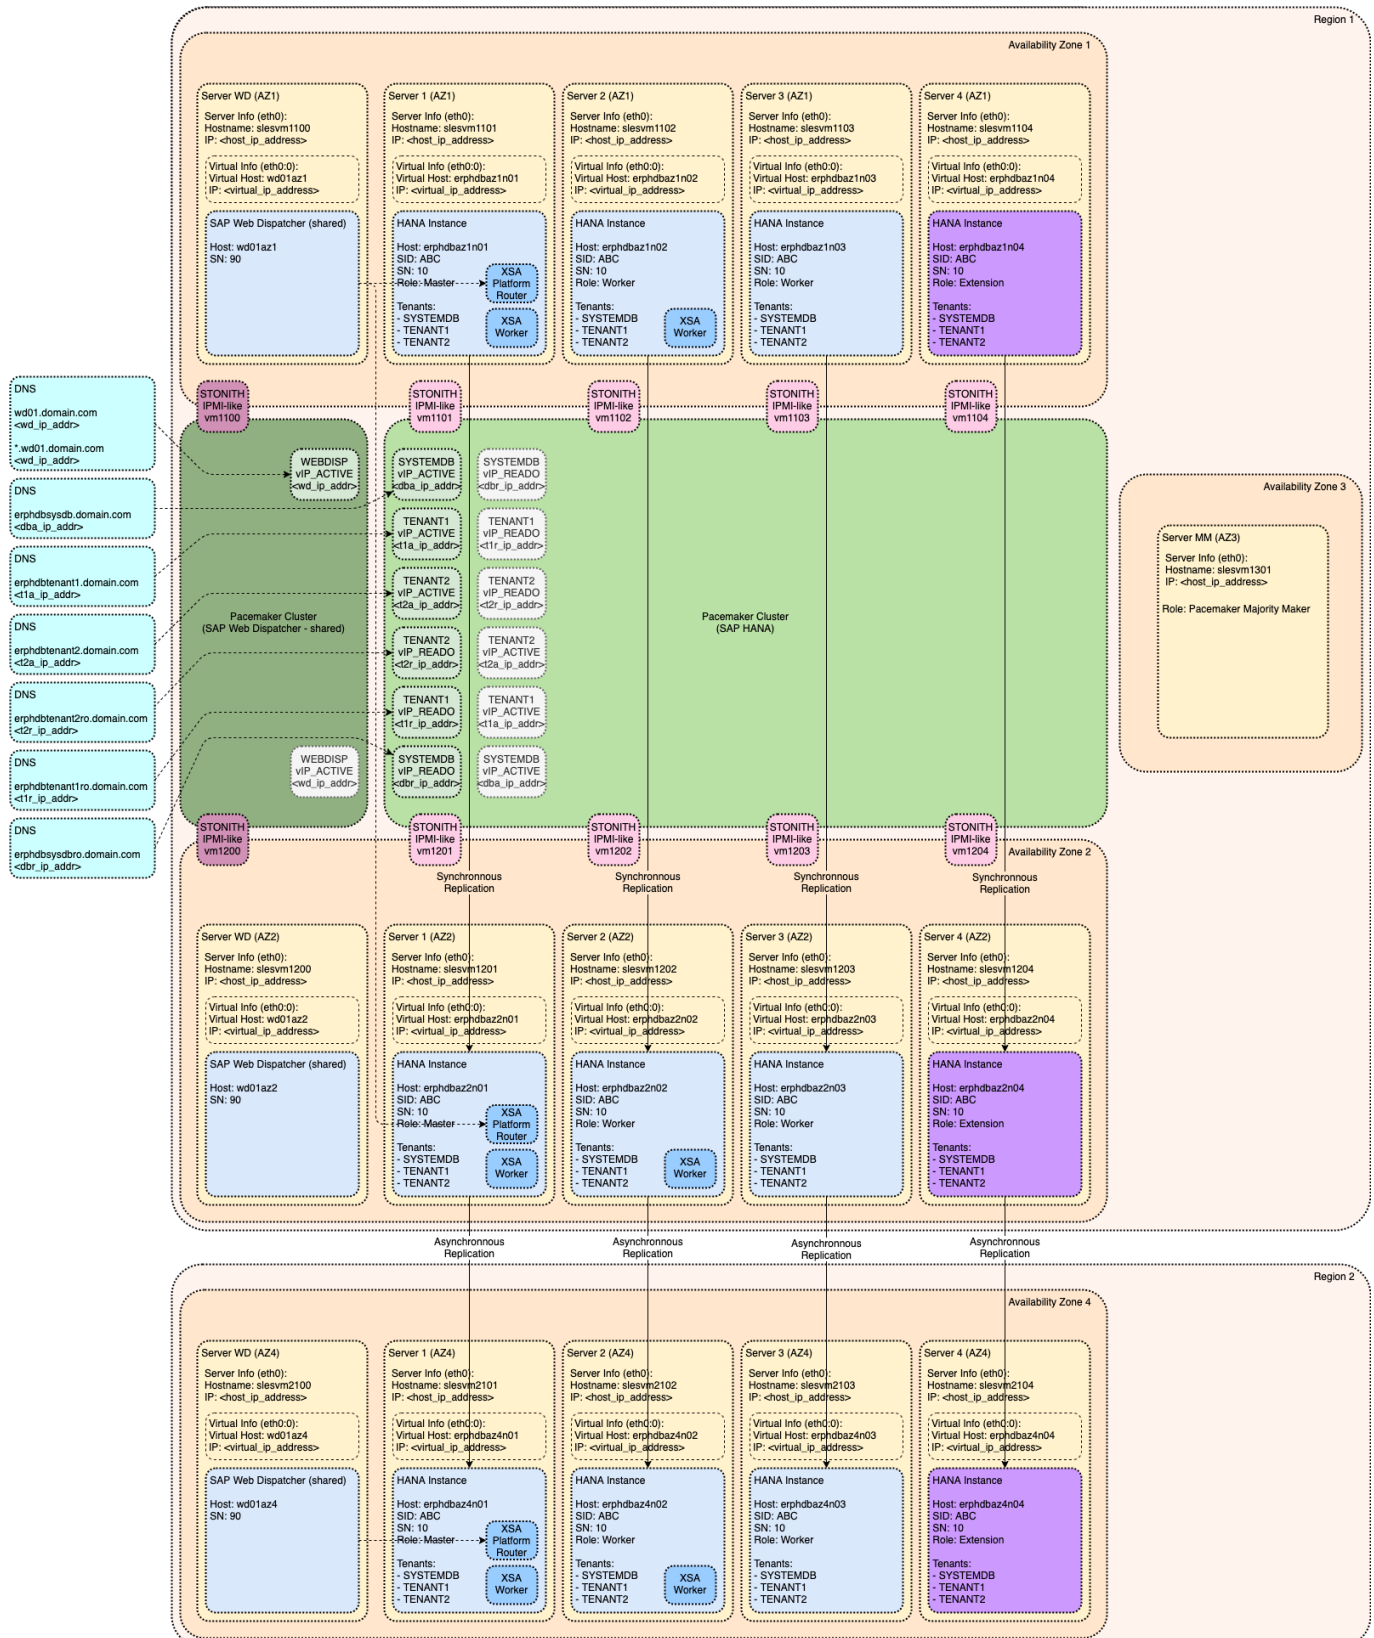 Region 1
Availability Zone 1
Server WD (AZ1)
Server Info (eth0):
Hostname: slesvm1100
IP: <host_ip_address>
Virtual Info (eth0:0):
Virtual Host: wd01az1
IP: <virtual_ip_address>
SAP Web Dispatcher (shared)
Host: wd01az1
SN: 90
Server 1 (AZ1)
Server Info (eth0):
Hostname: slesvm1101
IP: <host_ip_address>
Virtual Info (eth0:0):
Virtual Host: erphdbaz1n01
IP: <virtual_ip_address>
HANA Instance
Host: erphdbaz1n01
SID: ABC
SN: 10
Role: Master
Tenants:
- SYSTEMDB
- TENANT1
- TENANT2
XSA
Platform
Router
XSA
Worker
Server 2 (AZ1)
Server Info (eth0):
Hostname: slesvm1102
IP: <host_ip_address>
Virtual Info (eth0:0):
Virtual Host: erphdbaz1n02
IP: <virtual_ip_address>
HANA Instance
Host: erphdbaz1n02
SID: ABC
SN: 10
Role: Worker
Tenants:
- SYSTEMDB
- TENANT1
- TENANT2
XSA
Worker
Server 3 (AZ1)
Server Info (eth0):
Hostname: slesvm1103
IP: <host_ip_address>
Virtual Info (eth0:0):
Virtual Host: erphdbaz1n03
IP: <virtual_ip_address>
HANA Instance
Host: erphdbaz1n03
SID: ABC
SN: 10
Role: Worker
Tenants:
- SYSTEMDB
- TENANT1
- TENANT2
Server 4 (AZ1)
Server Info (eth0):
Hostname: slesvm1104
IP: <host_ip_address>
Virtual Info (eth0:0):
Virtual Host: erphdbaz1n04
IP: <virtual_ip_address>
HANA Instance
Host: erphdbaz1n04
SID: ABC
SN: 10
Role: Extension
Tenants:
- SYSTEMDB
- TENANT1
- TENANT2
STONITH
IPMI-like
vm1100
STONITH
IPMI-like
vm1101
STONITH
IPMI-like
vm1102
STONITH
IPMI-like
vm1103
STONITH
IPMI-like
vm1104
DNS
wd01.domain.com
<wd_ip_addr>
*.wd01.domain.com
<wd_ip_addr>
DNS
erphdbsysdb.domain.com
<dba_ip_addr>
DNS
erphdbtenant1.domain.com
<t1a_ip_addr>
DNS
erphdbtenant2.domain.com
<t2a_ip_addr>
DNS
erphdbtenant2ro.domain.com
<t2r_ip_addr>
DNS
erphdbtenant1ro.domain.com
<t1r_ip_addr>
DNS
erphdbsysdbro.domain.com
<dbr_ip_addr>
WEBDISP
vIP_ACTIVE
<wd_ip_addr>
Pacemaker Cluster
(SAP Web Dispatcher - shared)
WEBDISP
vIP_ACTIVE
<wd_ip_addr>
SYSTEMDB
vIP_ACTIVE
<dba_ip_addr>
SYSTEMDB
vIP_READO
<dbr_ip_addr>
TENANT1
vIP_ACTIVE
<t1a_ip_addr>
TENANT1
vIP_READO
<t1r_ip_addr>
TENANT2
vIP_ACTIVE
<t2a_ip_addr>
TENANT2
vIP_READO
<t2r_ip_addr>
TENANT2
vIP_READO
<t2r_ip_addr>
TENANT2
vIP_ACTIVE
<t2a_ip_addr>
TENANT1
vIP_READO
<t1r_ip_addr>
TENANT1
vIP_ACTIVE
<t1a_ip_addr>
SYSTEMDB
vIP_READO
<dbr_ip_addr>
SYSTEMDB
vIP_ACTIVE
<dba_ip_addr>
Pacemaker Cluster
(SAP HANA)
Availability Zone 3
Server MM (AZ3)
Server Info (eth0):
Hostname: slesvm1301
IP: <host_ip_address>
Role: Pacemaker Majority Maker
STONITH
IPMI-like
vm1200
STONITH
IPMI-like
vm1201
STONITH
IPMI-like
vm1202
STONITH
IPMI-like
vm1203
STONITH
IPMI-like
vm1204
Availability Zone 2
Synchronnous
Replication
Synchronnous
Replication
Synchronnous
Replication
Synchronnous
Replication
Server WD (AZ2)
Server Info (eth0):
Hostname: slesvm1200
IP: <host_ip_address>
Virtual Info (eth0:0):
Virtual Host: wd01az2
IP: <virtual_ip_address>
SAP Web Dispatcher (shared)
Host: wd01az2
SN: 90
Server 1 (AZ2)
Server Info (eth0):
Hostname: slesvm1201
IP: <host_ip_address>
Virtual Info (eth0:0):
Virtual Host: erphdbaz2n01
IP: <virtual_ip_address>
HANA Instance
Host: erphdbaz2n01
SID: ABC
SN: 10
Role: Master
Tenants:
- SYSTEMDB
- TENANT1
- TENANT2
XSA
Platform
Router
XSA
Worker
Server 2 (AZ2)
Server Info (eth0):
Hostname: slesvm1202
IP: <host_ip_address>
Virtual Info (eth0:0):
Virtual Host: erphdbaz2n02
IP: <virtual_ip_address>
HANA Instance
Host: erphdbaz2n02
SID: ABC
SN: 10
Role: Worker
Tenants:
- SYSTEMDB
- TENANT1
- TENANT2
XSA
Worker
Server 3 (AZ2)
Server Info (eth0):
Hostname: slesvm1203
IP: <host_ip_address>
Virtual Info (eth0:0):
Virtual Host: erphdbaz2n03
IP: <virtual_ip_address>
HANA Instance
Host: erphdbaz2n03
SID: ABC
SN: 10
Role: Worker
Tenants:
- SYSTEMDB
- TENANT1
- TENANT2
Server 4 (AZ2)
Server Info (eth0):
Hostname: slesvm1204
IP: <host_ip_address>
Virtual Info (eth0:0):
Virtual Host: erphdbaz2n04
IP: <virtual_ip_address>
HANA Instance
Host: erphdbaz2n04
SID: ABC
SN: 10
Role: Extension
Tenants:
- SYSTEMDB
- TENANT1
- TENANT2
Asynchronnous
Replication
Asynchronnous
Replication
Asynchronnous
Replication
Asynchronnous
Replication
Region 2
Availability Zone 4
Server WD (AZ4)
Server Info (eth0):
Hostname: slesvm2100
IP: <host_ip_address>
Virtual Info (eth0:0):
Virtual Host: wd01az4
IP: <virtual_ip_address>
SAP Web Dispatcher (shared)
Host: wd01az4
SN: 90
Server 1 (AZ4)
Server Info (eth0):
Hostname: slesvm2101
IP: <host_ip_address>
Virtual Info (eth0:0):
Virtual Host: erphdbaz4n01
IP: <virtual_ip_address>
HANA Instance
Host: erphdbaz4n01
SID: ABC
SN: 10
Role: Master
Tenants:
- SYSTEMDB
- TENANT1
- TENANT2
XSA
Platform
Router
XSA
Worker
Server 2 (AZ4)
Server Info (eth0):
Hostname: slesvm2102
IP: <host_ip_address>
Virtual Info (eth0:0):
Virtual Host: erphdbaz4n02
IP: <virtual_ip_address>
HANA Instance
Host: erphdbaz4n02
SID: ABC
SN: 10
Role: Worker
Tenants:
- SYSTEMDB
- TENANT1
- TENANT2
XSA
Worker
Server 3 (AZ4)
Server Info (eth0):
Hostname: slesvm2103
IP: <host_ip_address>
Virtual Info (eth0:0):
Virtual Host: erphdbaz4n03
IP: <virtual_ip_address>
HANA Instance
Host: erphdbaz4n03
SID: ABC
SN: 10
Role: Worker
Tenants:
- SYSTEMDB
- TENANT1
- TENANT2
Server 4 (AZ4)
Server Info (eth0):
Hostname: slesvm2104
IP: <host_ip_address>
Virtual Info (eth0:0):
Virtual Host: erphdbaz4n04
IP: <virtual_ip_address>
HANA Instance
Host: erphdbaz4n04
SID: ABC
SN: 10
Role: Extension
Tenants:
- SYSTEMDB
- TENANT1
- TENANT2